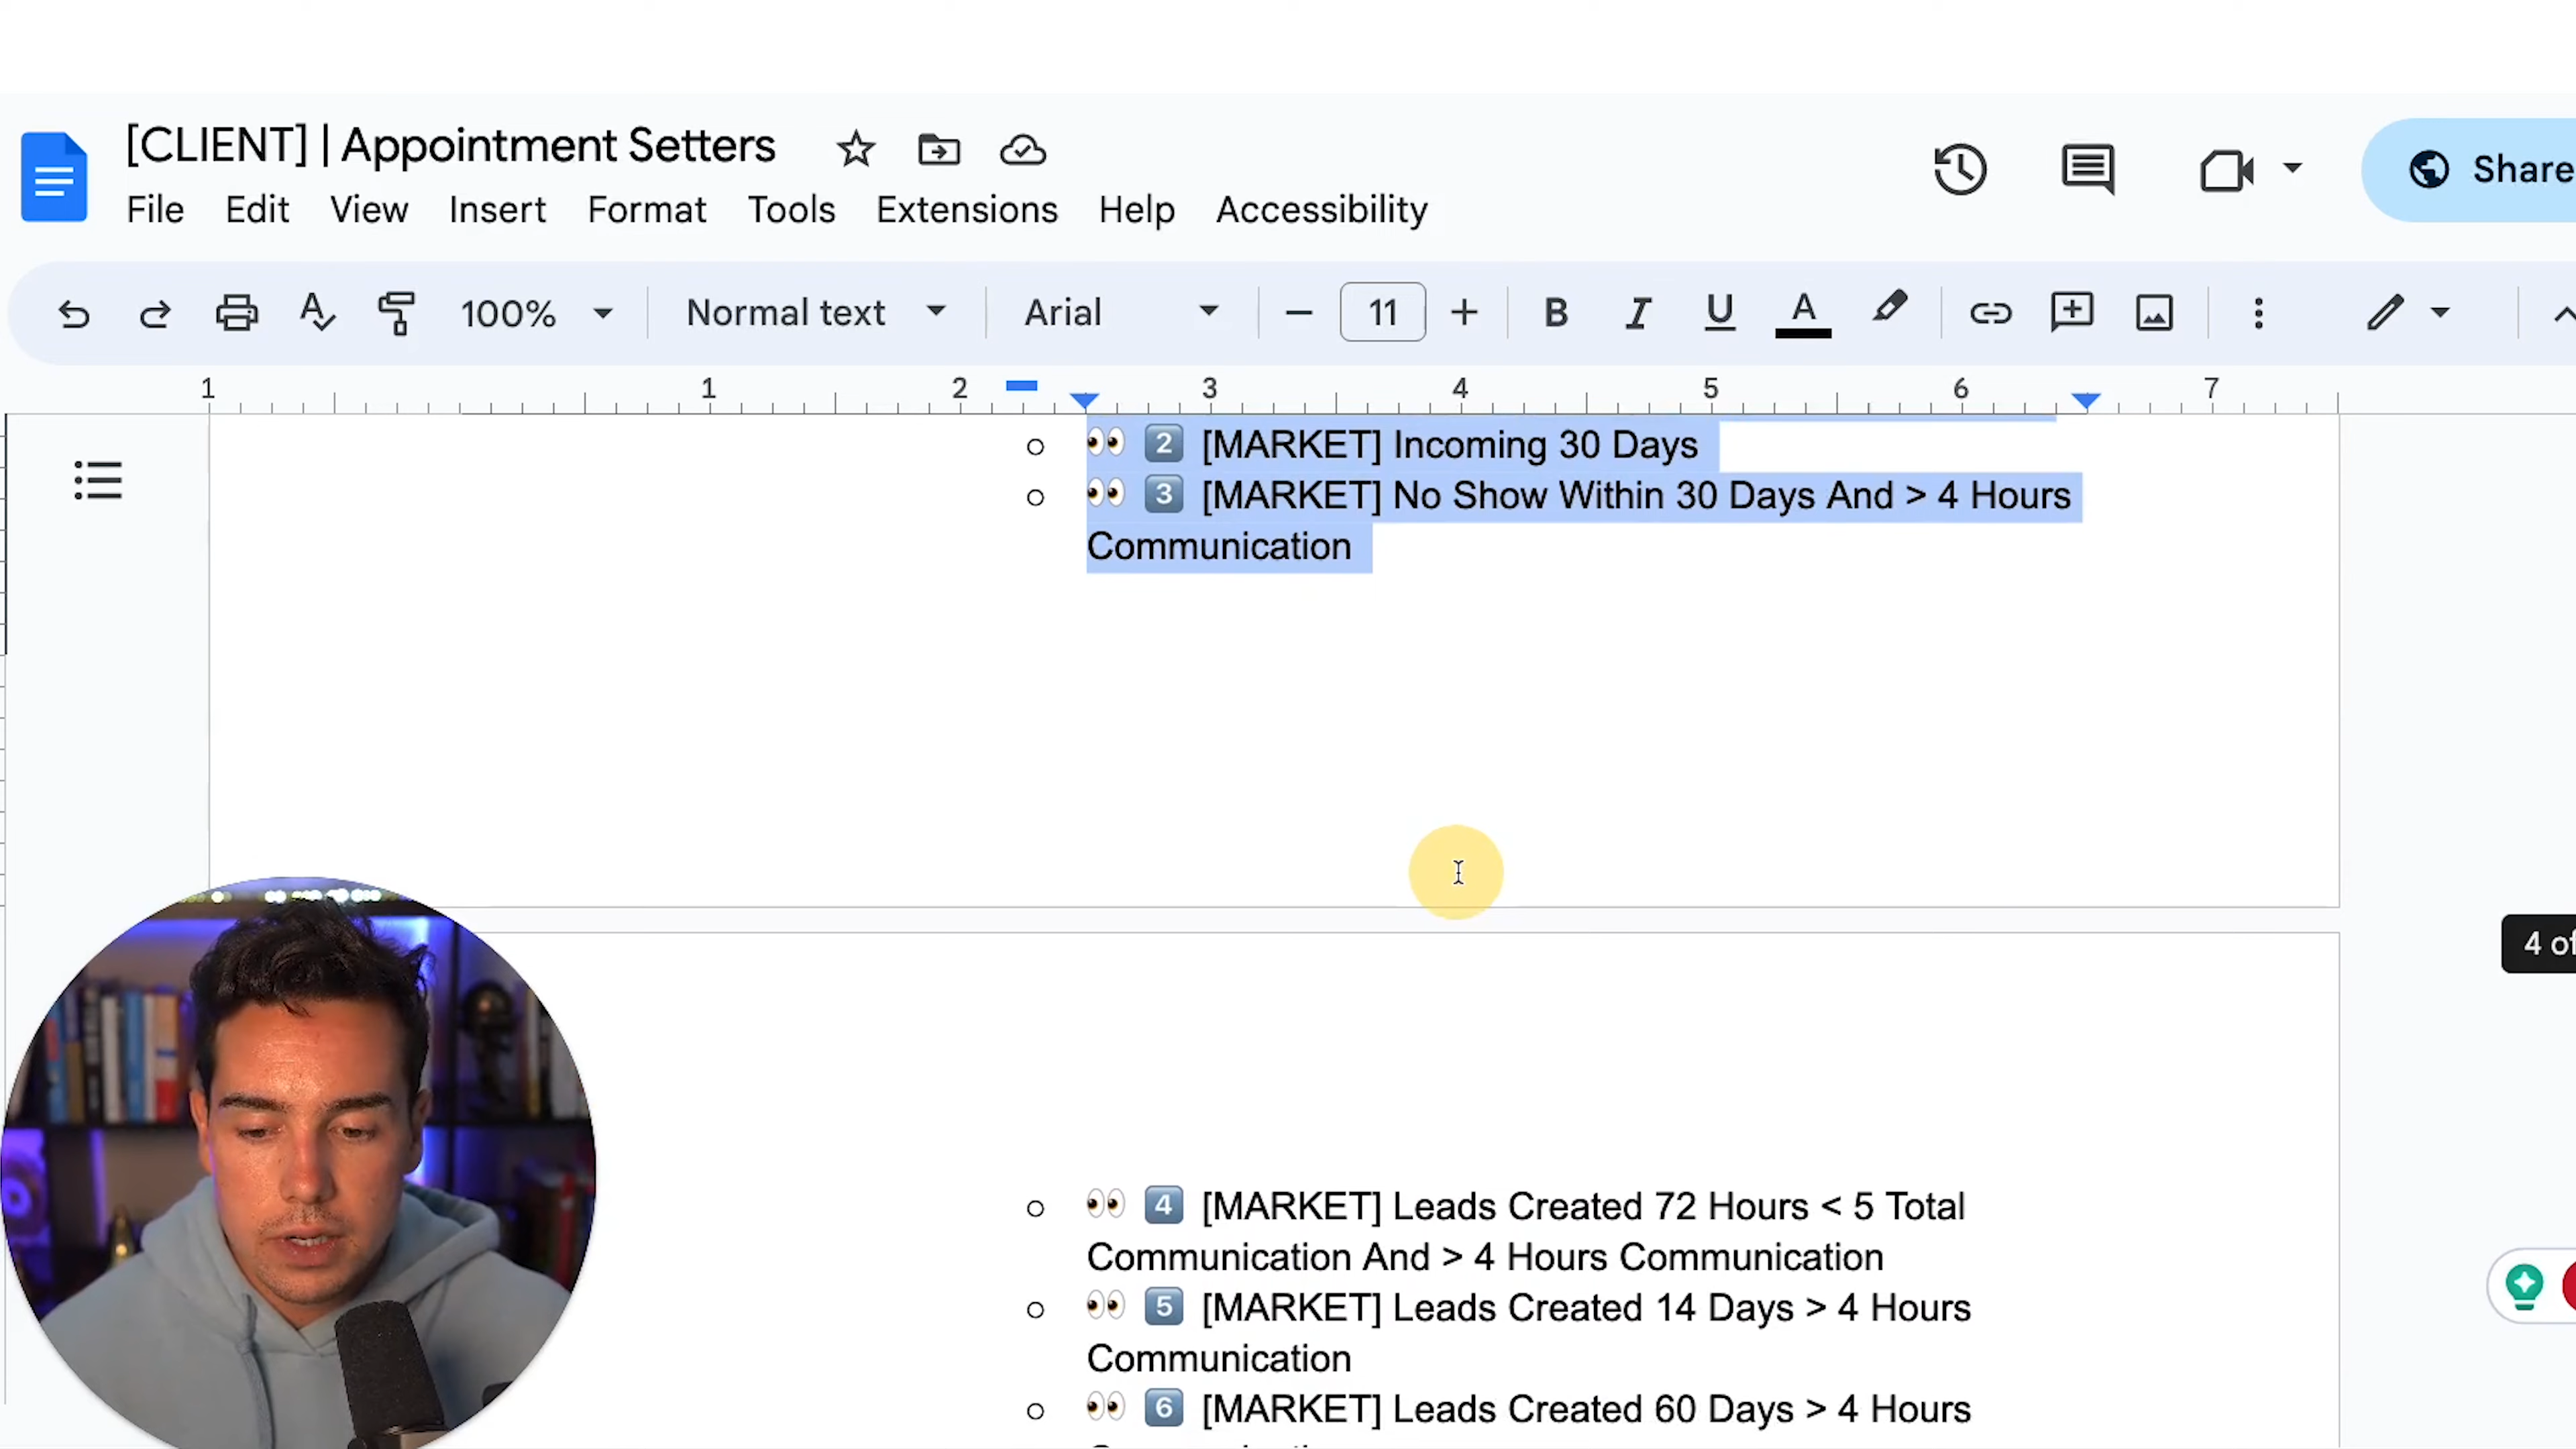 [CLIENT] | Appointment Setters
File Edit View Insert Format Tools Extensions Help Accessibility
Share
100% Normal text Arial 11 B I U A
1 1 2 3 4 5 6 7
👀 2️⃣ [MARKET] Incoming 30 Days
👀 3️⃣ [MARKET] No Show Within 30 Days And > 4 Hours
Communication
4 of
👀 4️⃣ [MARKET] Leads Created 72 Hours < 5 Total
Communication And > 4 Hours Communication
👀 5️⃣ [MARKET] Leads Created 14 Days > 4 Hours
Communication
👀 6️⃣ [MARKET] Leads Created 60 Days > 4 Hours